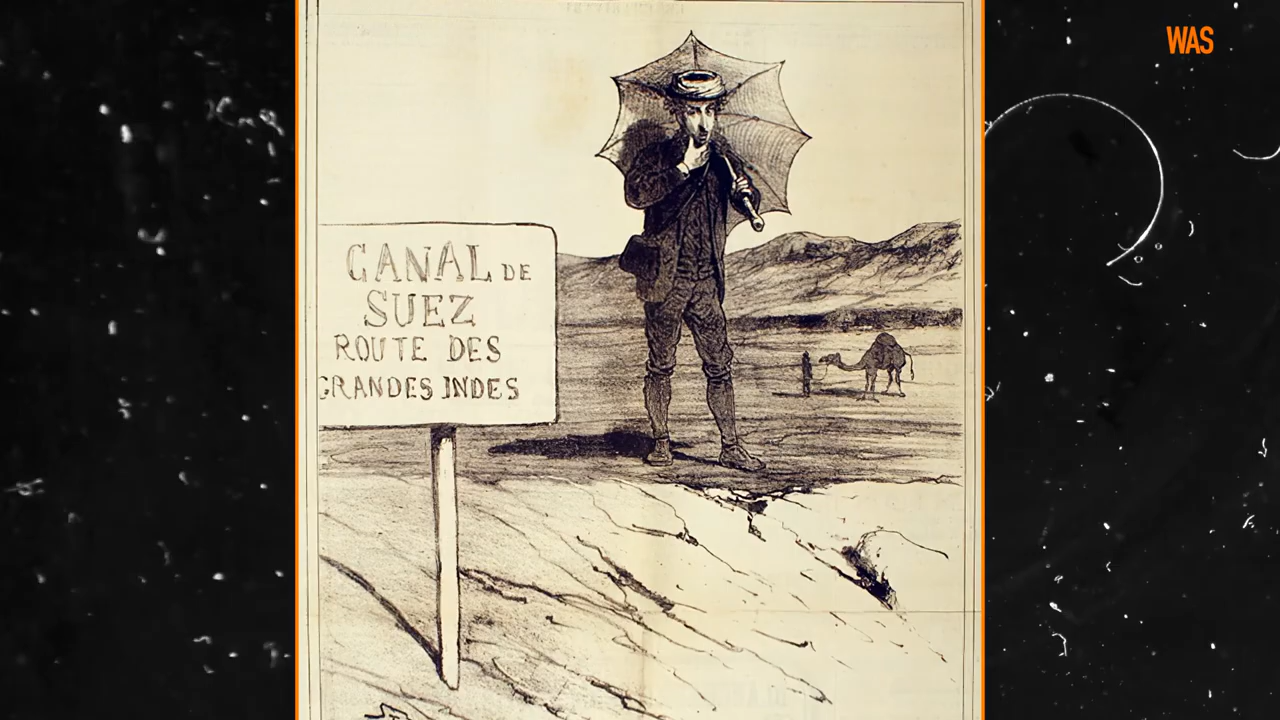 WAS
CANAL DE
SUEZ
ROUTE DES
GRANDES INDES